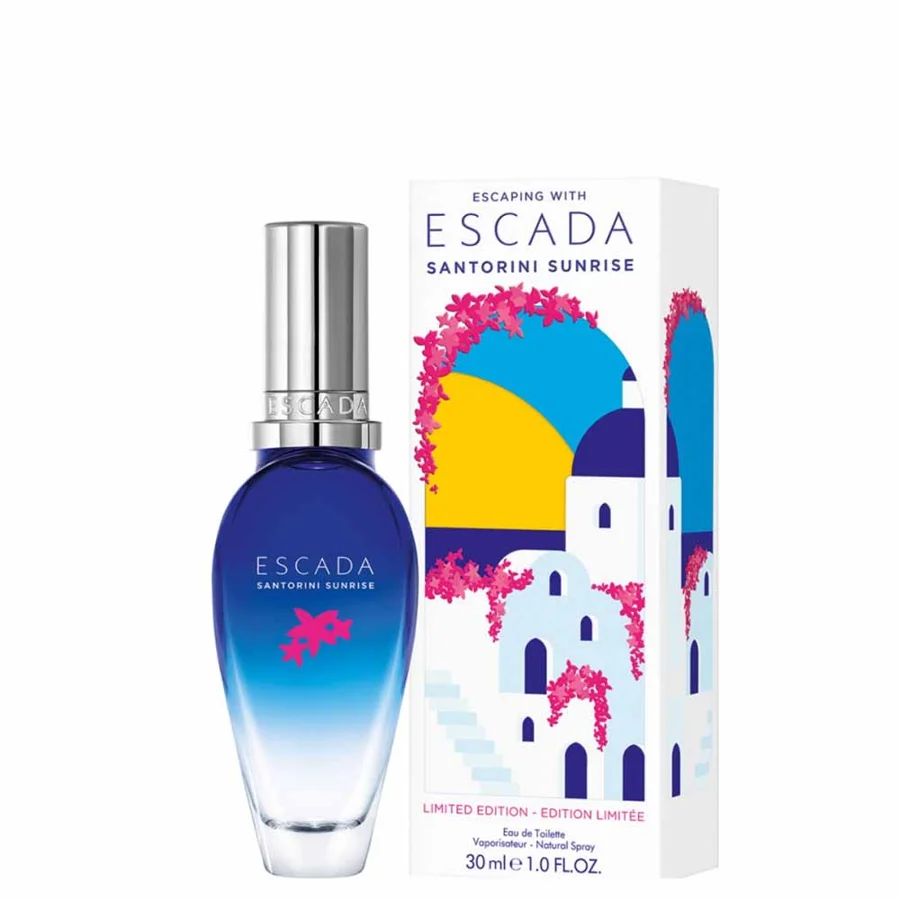 ESCAPING WITH
ESCADA
SANTORINI SUNRISE
LIMITED EDITION - EDITION LIMITÉE
Eau de Toilette
Vaporisateur - Natural Spray
30 ml e 1.0 FL.OZ.
ESCADA
ESCADA
SANTORINI SUNRISE